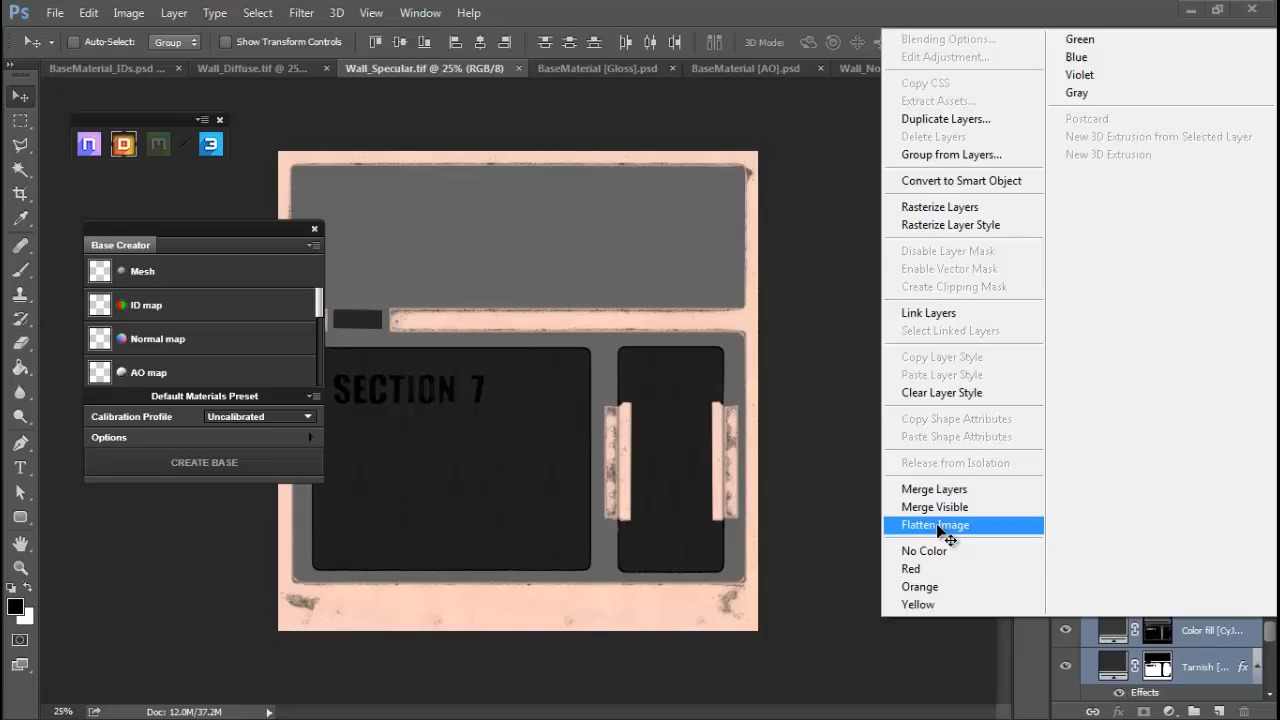 Ps File Edit Image Layer Type Select Filter 3D View Window Help
Auto-Select: Group Show Transform Controls 3D Mode:
BaseMaterial_IDs.psd ... × Wall_Diffuse.tif @ 25... × Wall_Specular.tif @ 25% (RGB/8) × BaseMaterial [Gloss].psd × BaseMaterial [AO].psd × Wall_No
Base Creator
Mesh
ID map
Normal map
AO map
Default Materials Preset
Calibration Profile Uncalibrated
Options
CREATE BASE
SECTION 7
Blending Options...
Edit Adjustment...
Copy CSS
Extract Assets...
Duplicate Layers...
Delete Layers
Group from Layers...
Convert to Smart Object
Rasterize Layers
Rasterize Layer Style
Disable Layer Mask
Enable Vector Mask
Create Clipping Mask
Link Layers
Select Linked Layers
Copy Layer Style
Paste Layer Style
Clear Layer Style
Copy Shape Attributes
Paste Shape Attributes
Release from Isolation
Merge Layers
Merge Visible
Flatten Image
No Color
Red
Orange
Yellow
Green
Blue
Violet
Gray
Postcard
New 3D Extrusion from Selected Layer
New 3D Extrusion
Color fill [CyJ...
Tarnish [... fx
Effects
25% Doc: 12.0M/37.2M